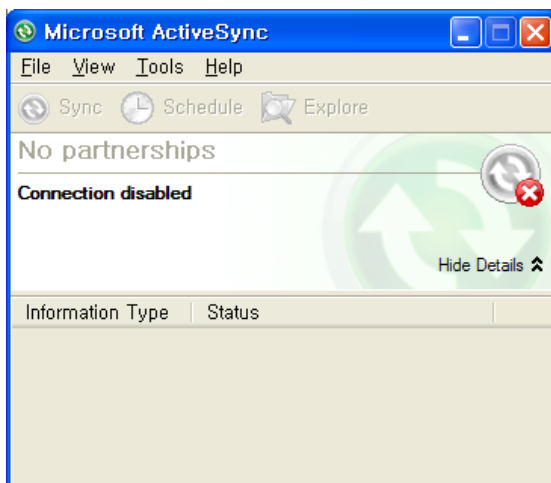 Microsoft ActiveSync
File View Tools Help
Sync Schedule Explore
No partnerships
Connection disabled
Hide Details
Information Type Status